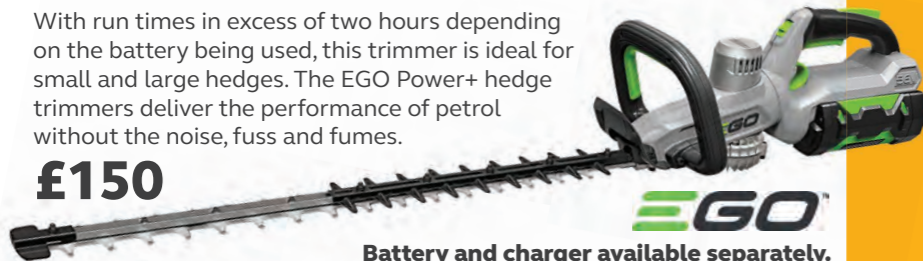 With run times in excess of two hours depending
on the battery being used, this trimmer is ideal for
small and large hedges. The EGO Power+ hedge
trimmers deliver the performance of petrol
without the noise, fuss and fumes.
£150
EGO
EGO™
Battery and charger available separately.